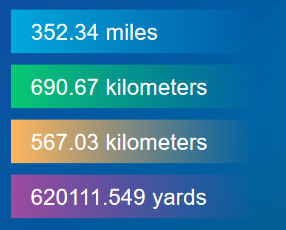 352.34 miles
690.67 kilometers
567.03 kilometers
620111.549 yards